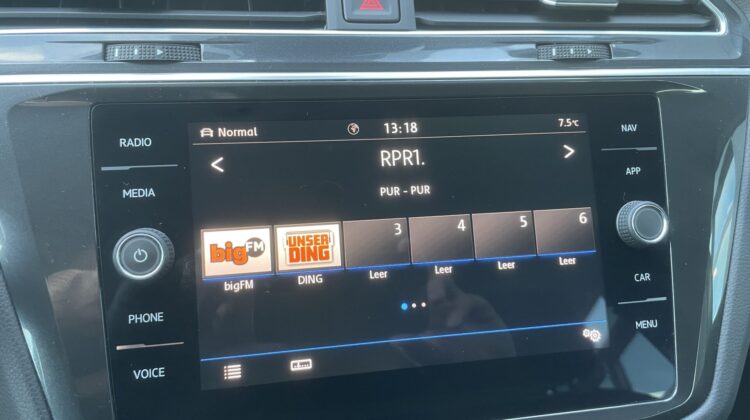 RADIO
MEDIA
PHONE
VOICE
Normal
13:18
7.5°C
RPR1.
PUR - PUR
bigFM
UNSER
DING
3
4
5
6
bigFM
DING
Leer
Leer
Leer
Leer
NAV
APP
CAR
MENU